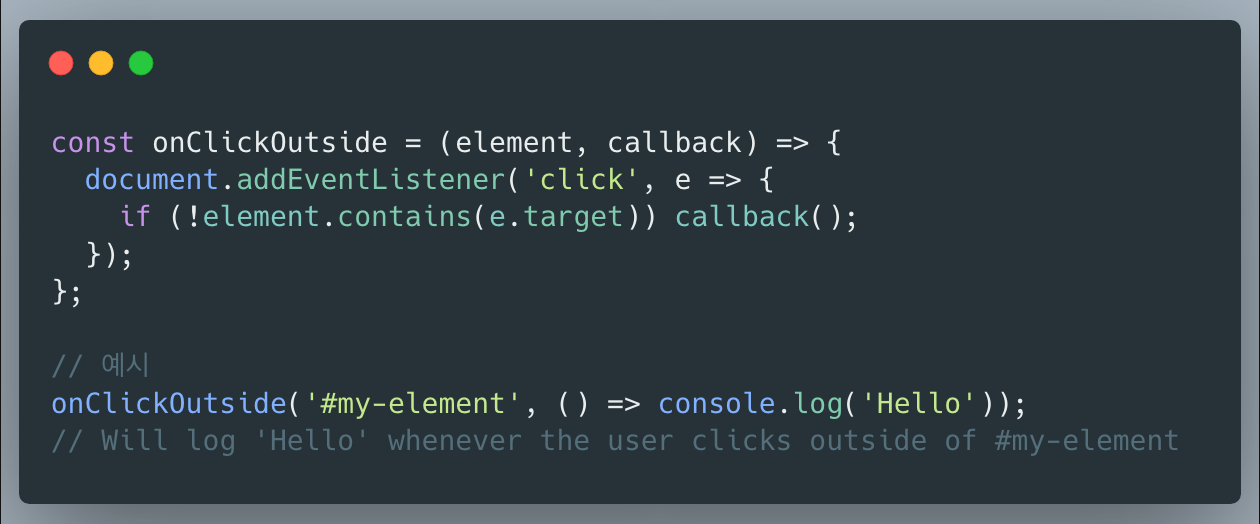 const onClickOutside = (element, callback) => {
  document.addEventListener('click', e => {
    if (!element.contains(e.target)) callback();
  });
};

// 예시
onClickOutside('#my-element', () => console.log('Hello'));
// Will log 'Hello' whenever the user clicks outside of #my-element